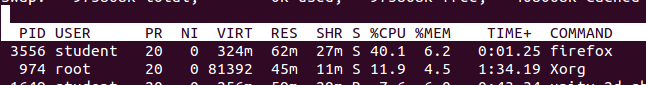 PID USER PR NI VIRT RES SHR S %CPU %MEM TIME+ COMMAND
3556 student 20 0 324m 62m 27m S 40.1 6.2 0:01.25 firefox
974 root 20 0 81392 45m 11m S 11.9 4.5 1:34.19 Xorg